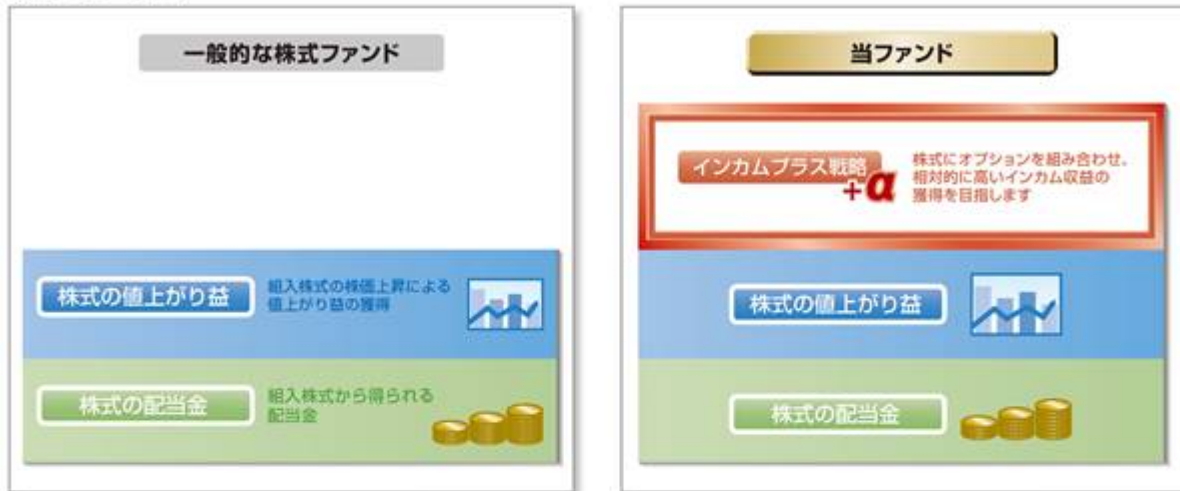 一般的な株式ファンド
株式の値上がり益
組入株式の株価上昇による
値上がり益の獲得
株式の配当金
組入株式から得られる
配当金
当ファンド
インカムプラス戦略
+α
株式にオプションを組み合わせ、
相対的に高いインカム収益の
獲得を目指します
株式の値上がり益
株式の配当金